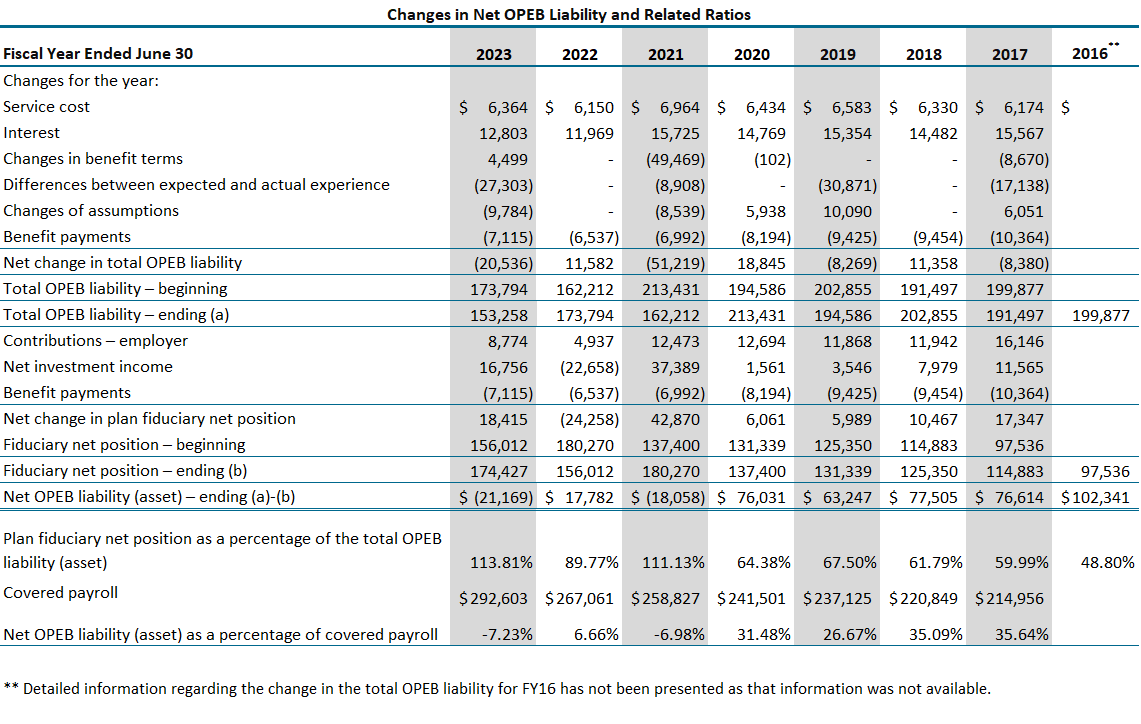 Changes in Net OPEB Liability and Related Ratios
Fiscal Year Ended June 30 2023 2022 2021 2020 2019 2018 2017 2016**
Changes for the year:
Service cost $ 6,364 $ 6,150 $ 6,964 $ 6,434 $ 6,583 $ 6,330 $ 6,174 $
Interest 12,803 11,969 15,725 14,769 15,354 14,482 15,567
Changes in benefit terms 4,499 - (49,469) (102) - - (8,670)
Differences between expected and actual experience (27,303) - (8,908) - (30,871) - (17,138)
Changes of assumptions (9,784) - (8,539) 5,938 10,090 - 6,051
Benefit payments (7,115) (6,537) (6,992) (8,194) (9,425) (9,454) (10,364)
Net change in total OPEB liability (20,536) 11,582 (51,219) 18,845 (8,269) 11,358 (8,380)
Total OPEB liability – beginning 173,794 162,212 213,431 194,586 202,855 191,497 199,877
Total OPEB liability – ending (a) 153,258 173,794 162,212 213,431 194,586 202,855 191,497 199,877
Contributions – employer 8,774 4,937 12,473 12,694 11,868 11,942 16,146
Net investment income 16,756 (22,658) 37,389 1,561 3,546 7,979 11,565
Benefit payments (7,115) (6,537) (6,992) (8,194) (9,425) (9,454) (10,364)
Net change in plan fiduciary net position 18,415 (24,258) 42,870 6,061 5,989 10,467 17,347
Fiduciary net position – beginning 156,012 180,270 137,400 131,339 125,350 114,883 97,536
Fiduciary net position – ending (b) 174,427 156,012 180,270 137,400 131,339 125,350 114,883 97,536
Net OPEB liability (asset) – ending (a)-(b) $ (21,169) $ 17,782 $ (18,058) $ 76,031 $ 63,247 $ 77,505 $ 76,614 $102,341
Plan fiduciary net position as a percentage of the total OPEB
liability (asset) 113.81% 89.77% 111.13% 64.38% 67.50% 61.79% 59.99% 48.80%
Covered payroll $292,603 $267,061 $258,827 $241,501 $237,125 $220,849 $214,956
Net OPEB liability (asset) as a percentage of covered payroll -7.23% 6.66% -6.98% 31.48% 26.67% 35.09% 35.64%
** Detailed information regarding the change in the total OPEB liability for FY16 has not been presented as that information was not available.